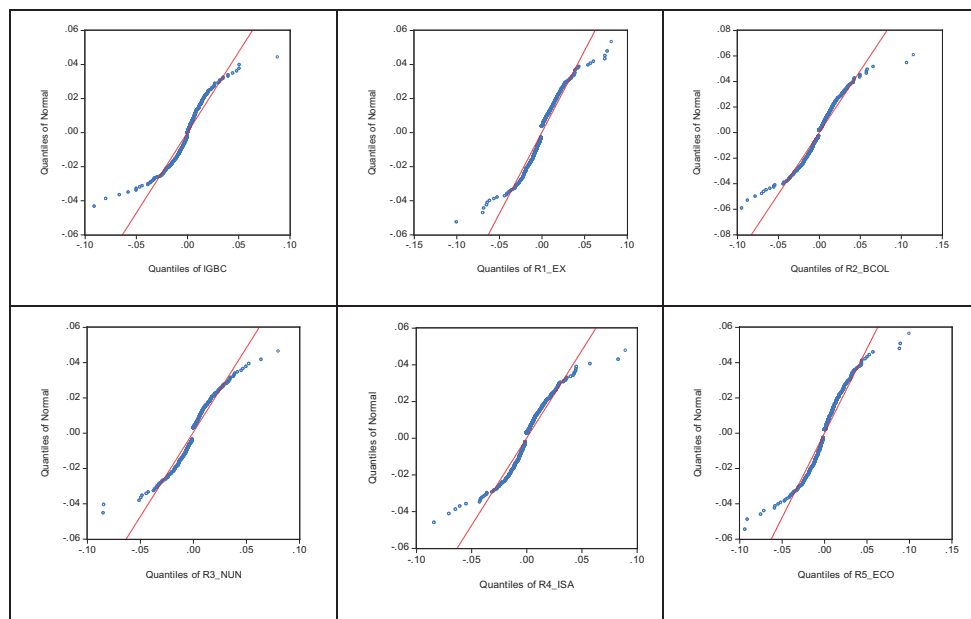 .06
.04
.02
.00
-.02
-.04
-.06
Quantiles of Normal
-.10 -.05 .00 .05 .10
Quantiles of IGBC
.06
.04
.02
.00
-.02
-.04
-.06
Quantiles of Normal
-.15 -.10 -.05 .00 .05 .10
Quantiles of R1_EX
.08
.06
.04
.02
.00
-.02
-.04
-.06
-.08
Quantiles of Normal
-.10 -.05 .00 .05 .10 .15
Quantiles of R2_BCOL
.06
.04
.02
.00
-.02
-.04
-.06
Quantiles of Normal
-.10 -.05 .00 .05 .10
Quantiles of R3_NUN
.06
.04
.02
.00
-.02
-.04
-.06
Quantiles of Normal
-.10 -.05 .00 .05 .10
Quantiles of R4_ISA
.06
.04
.02
.00
-.02
-.04
-.06
Quantiles of Normal
-.10 -.05 .00 .05 .10
Quantiles of R5_ECO